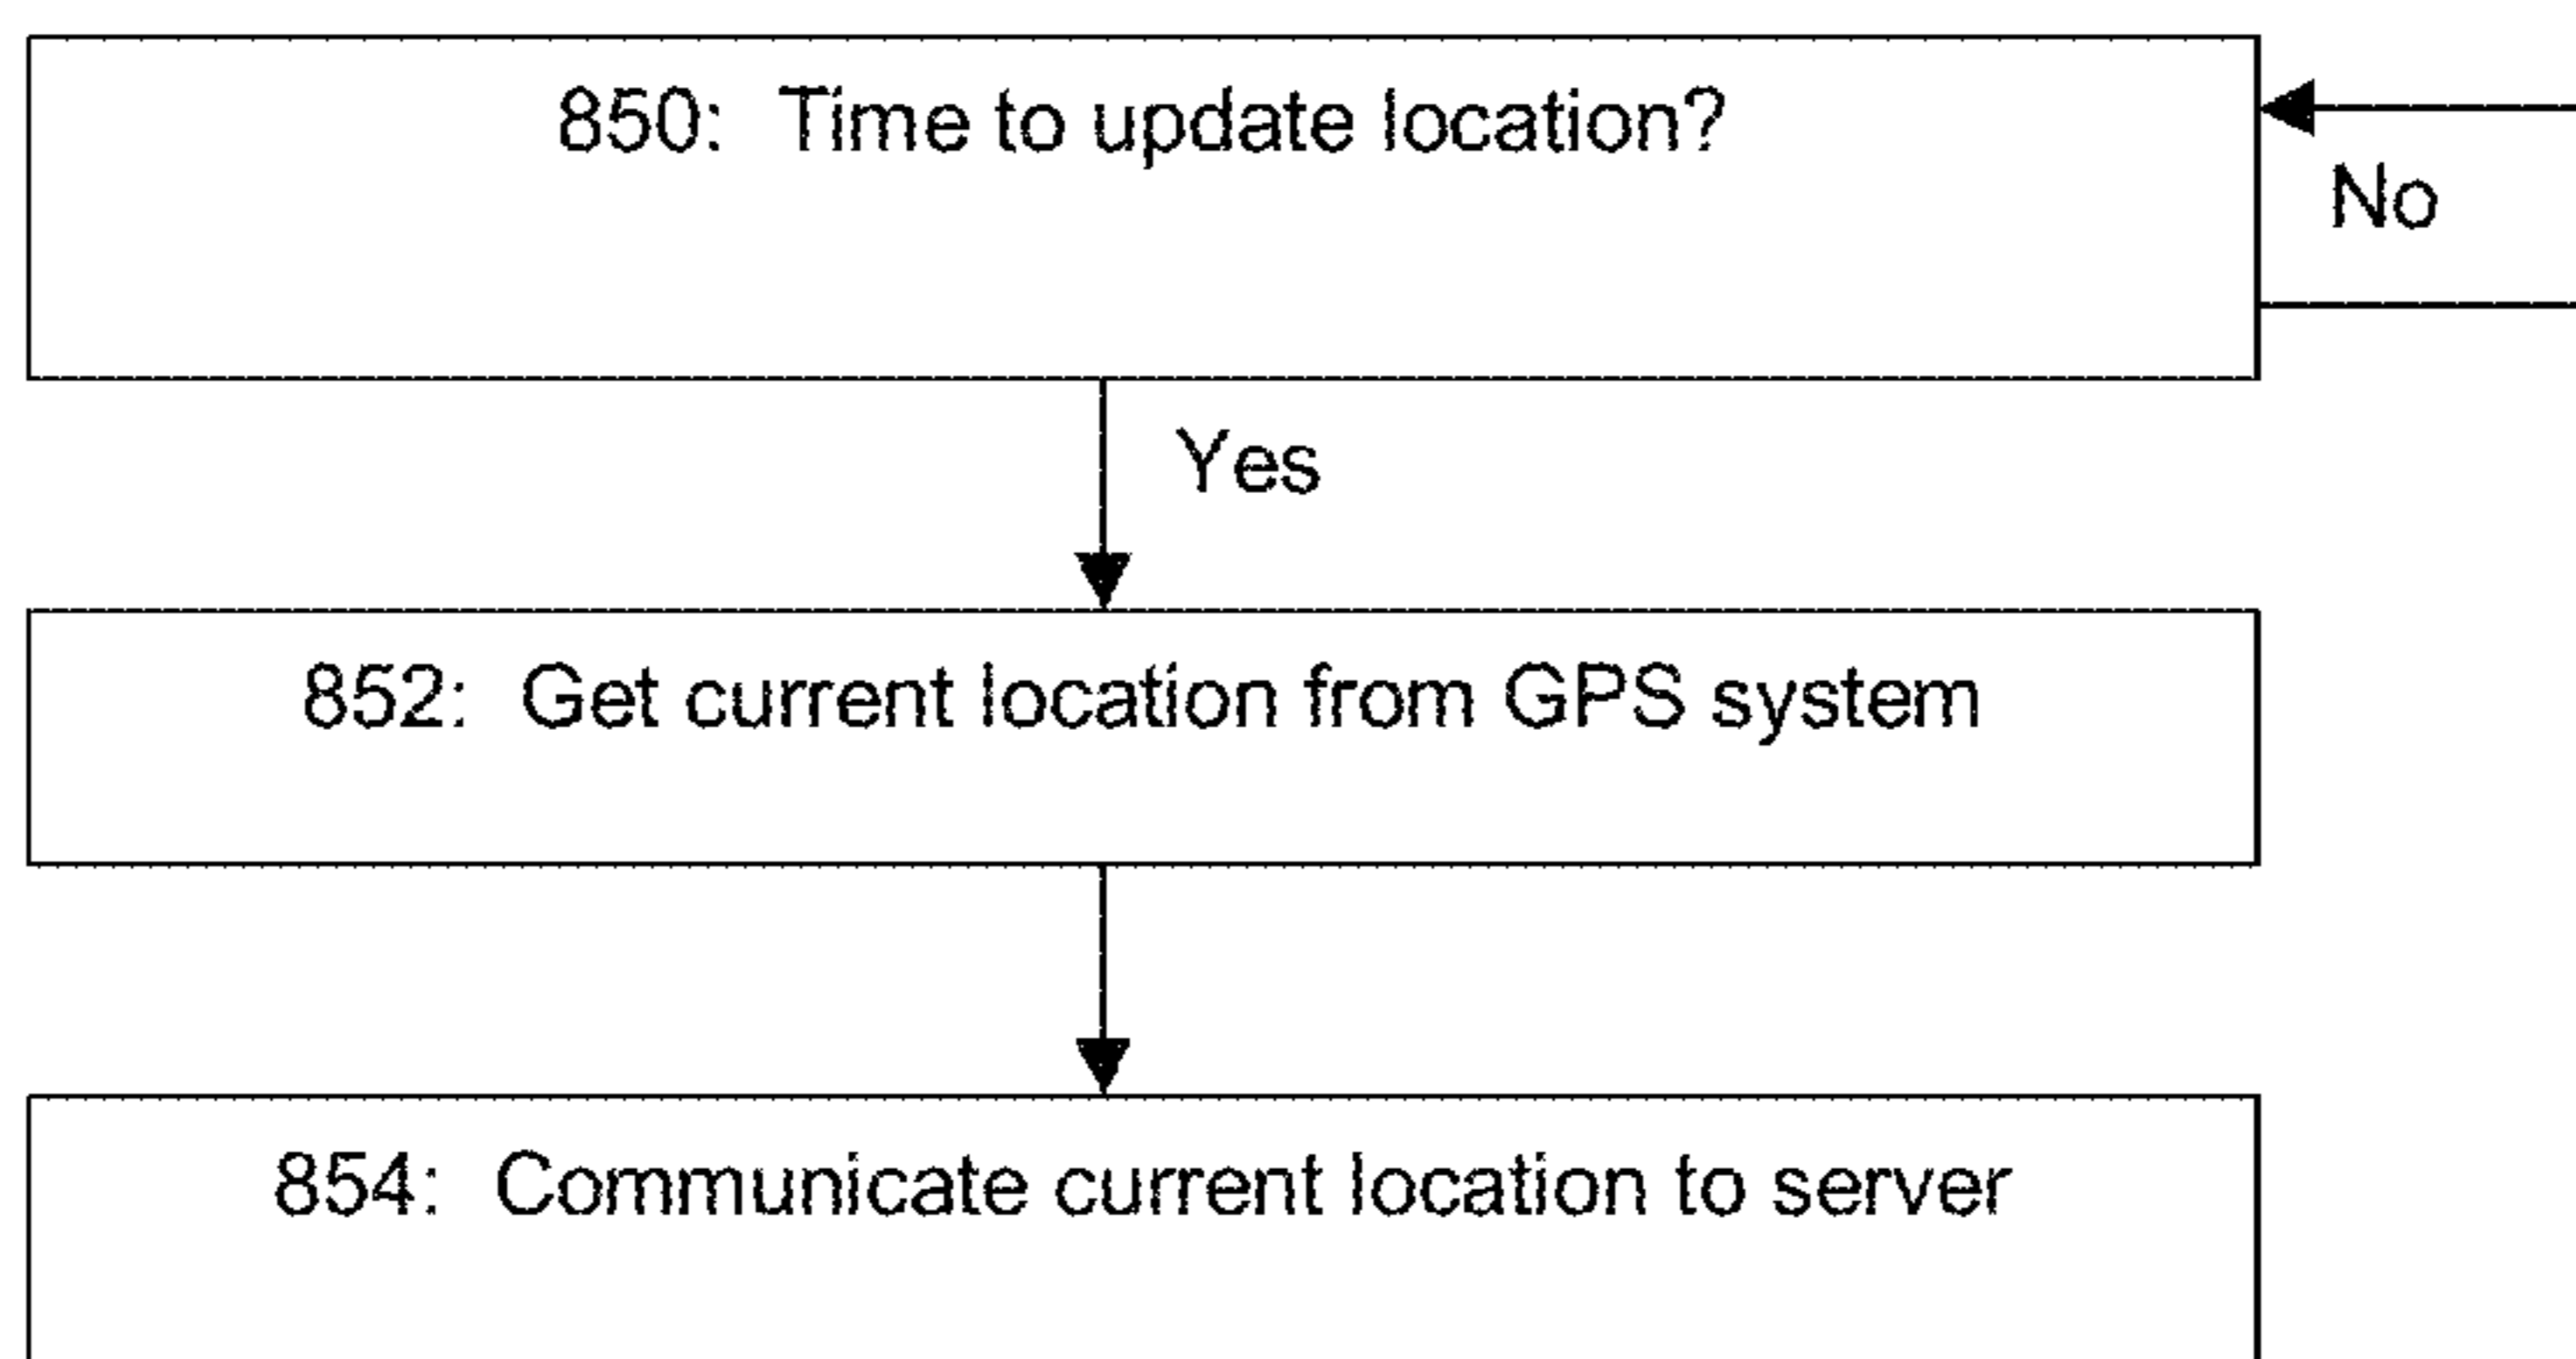 850: Time to update location?
No
Yes
852: Get current location from GPS system
854: Communicate current location to server